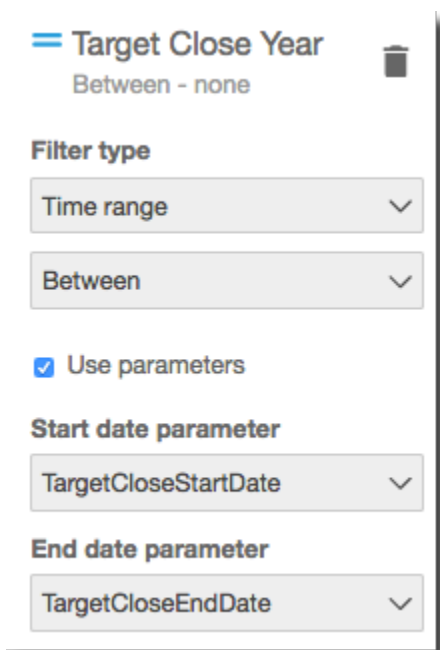 Target Close Year
Between - none
Filter type
Time range
Between
Use parameters
Start date parameter
TargetCloseStartDate
End date parameter
TargetCloseEndDate